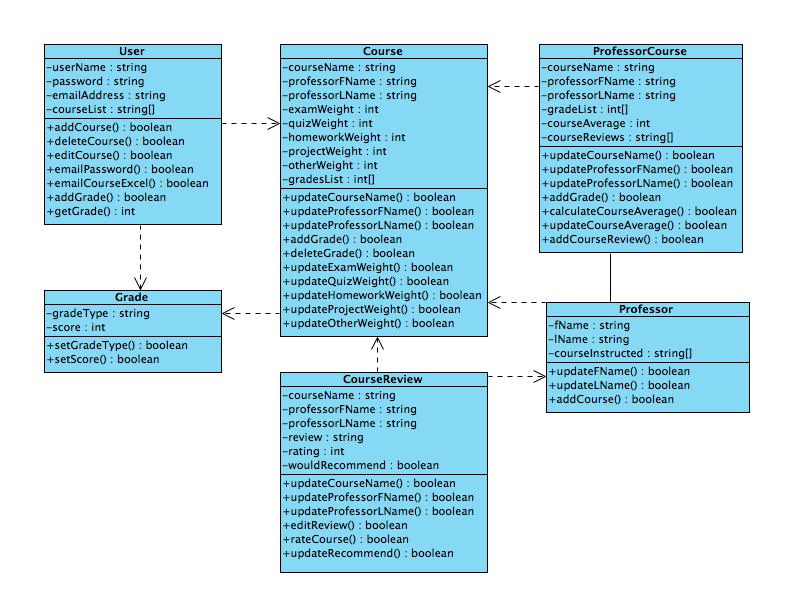 User
-userName : string
-password : string
-emailAddress : string
-courseList : string[]
+addCourse() : boolean
+deleteCourse() : boolean
+editCourse() : boolean
+emailPassword() : boolean
+emailCourseExcel() : boolean
+addGrade() : boolean
+getGrade() : int
Course
-courseName : string
-professorFName : string
-professorLName : string
-examWeight : int
-quizWeight : int
-homeworkWeight : int
-projectWeight : int
-otherWeight : int
-gradesList : int[]
+updateCourseName() : boolean
+updateProfessorFName() : boolean
+updateProfessorLName() : boolean
+addGrade() : boolean
+deleteGrade() : boolean
+updateExamWeight() : boolean
+updateQuizWeight() : boolean
+updateHomeworkWeight() : boolean
+updateProjectWeight() : boolean
+updateOtherWeight() : boolean
ProfessorCourse
-courseName : string
-professorFName : string
-professorLName : string
-gradeList : int[]
-courseAverage : int
-courseReviews : string[]
+updateCourseName() : boolean
+updateProfessorFName() : boolean
+updateProfessorLName() : boolean
+addGrade() : boolean
+calculateCourseAverage() : boolean
+updateCourseAverage() : boolean
+addCourseReview() : boolean
Grade
-gradeType : string
-score : int
+setGradeType() : boolean
+setScore() : boolean
Professor
-fName : string
-lName : string
-courseInstructed : string[]
+updateFName() : boolean
+updateLName() : boolean
+addCourse() : boolean
CourseReview
-courseName : string
-professorFName : string
-professorLName : string
-review : string
-rating : int
-wouldRecommend : boolean
+updateCourseName() : boolean
+updateProfessorFName() : boolean
+updateProfessorLName() : boolean
+editReview() : boolean
+rateCourse() : boolean
+updateRecommend() : boolean